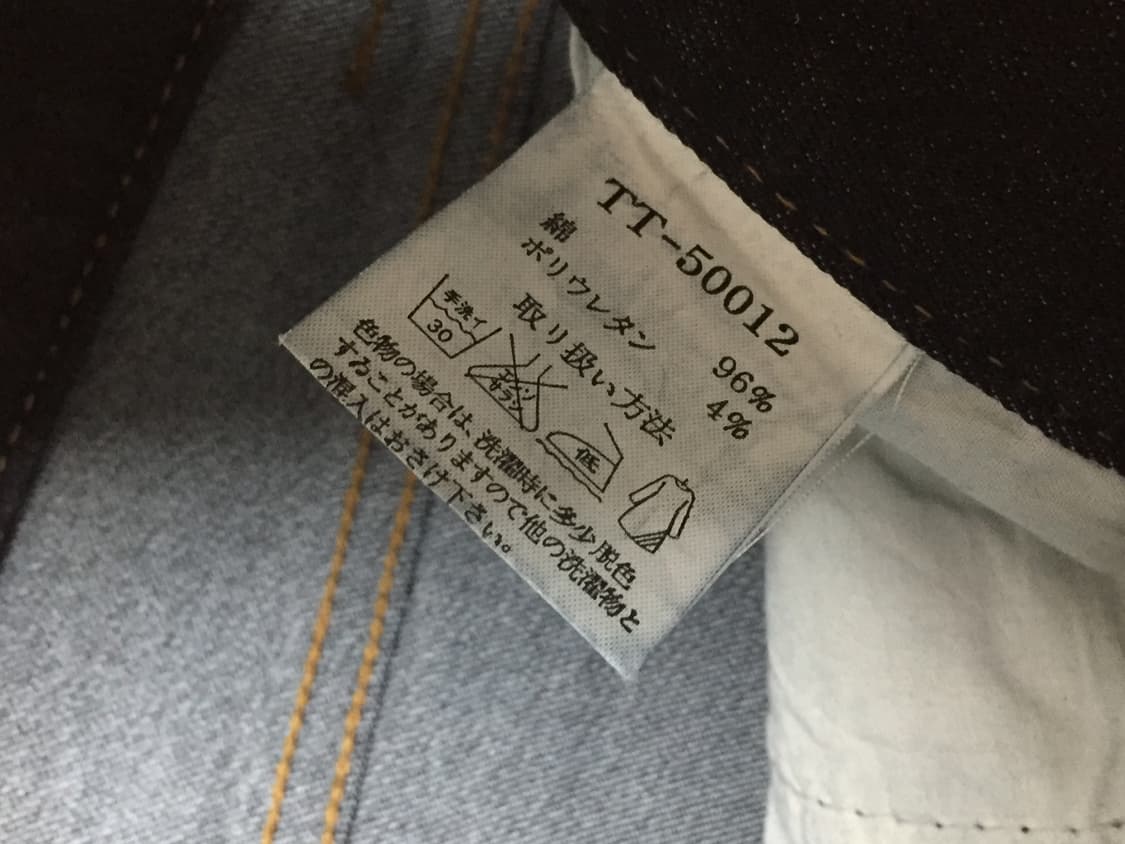 TT-50012
綿 96%
ポリウレタン 4%
取り扱い方法
手洗イ
30
エンソ
サラシ
低
色物の場合は、洗濯時に多少脱色
することがありますので他の洗濯物と
の混入はおさけ下さい。